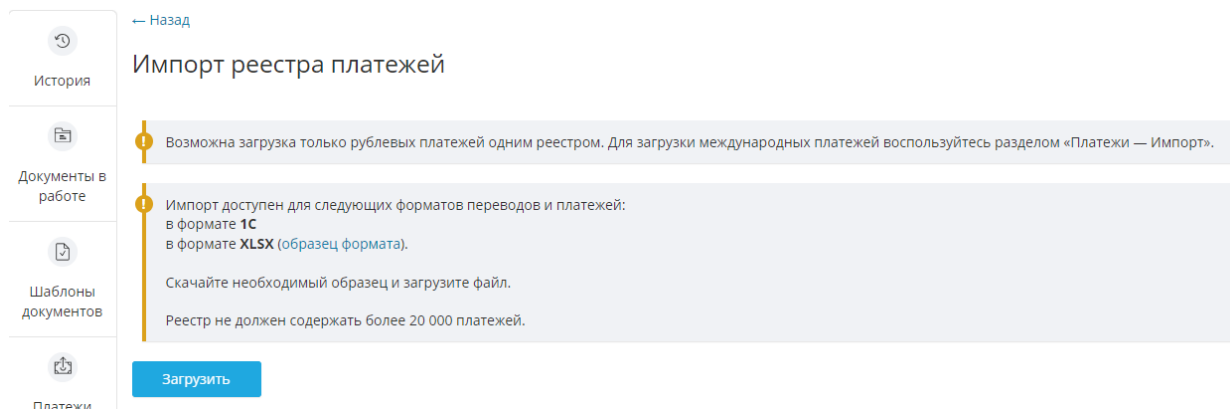 ← Назад
Импорт реестра платежей
История
Документы в
работе
Шаблоны
документов
Платежи
Возможна загрузка только рублевых платежей одним реестром. Для загрузки международных платежей воспользуйтесь разделом «Платежи — Импорт».
Импорт доступен для следующих форматов переводов и платежей:
в формате 1С
в формате XLSX (образец формата).
Скачайте необходимый образец и загрузите файл.
Реестр не должен содержать более 20 000 платежей.
Загрузить